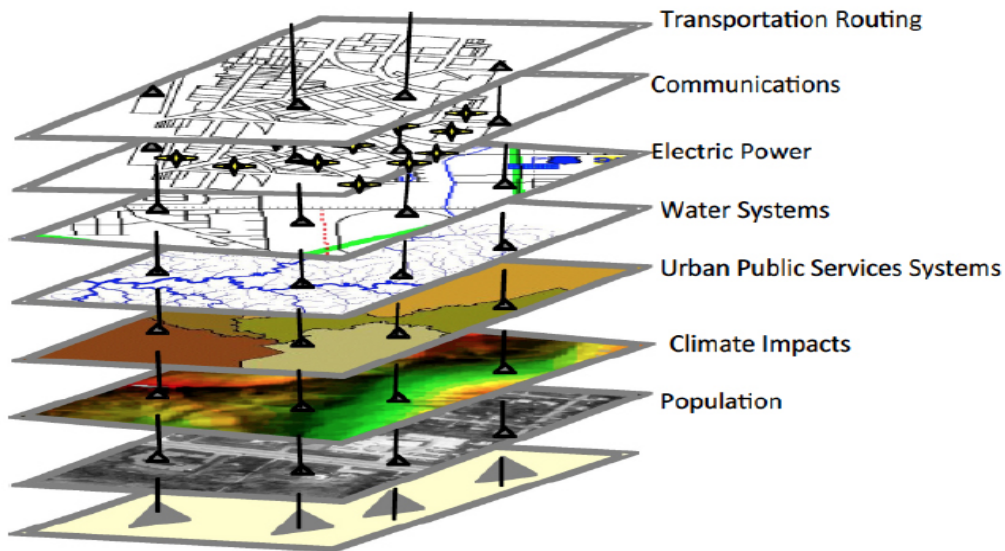 Transportation Routing
Communications
Electric Power
Water Systems
Urban Public Services Systems
Climate Impacts
Population